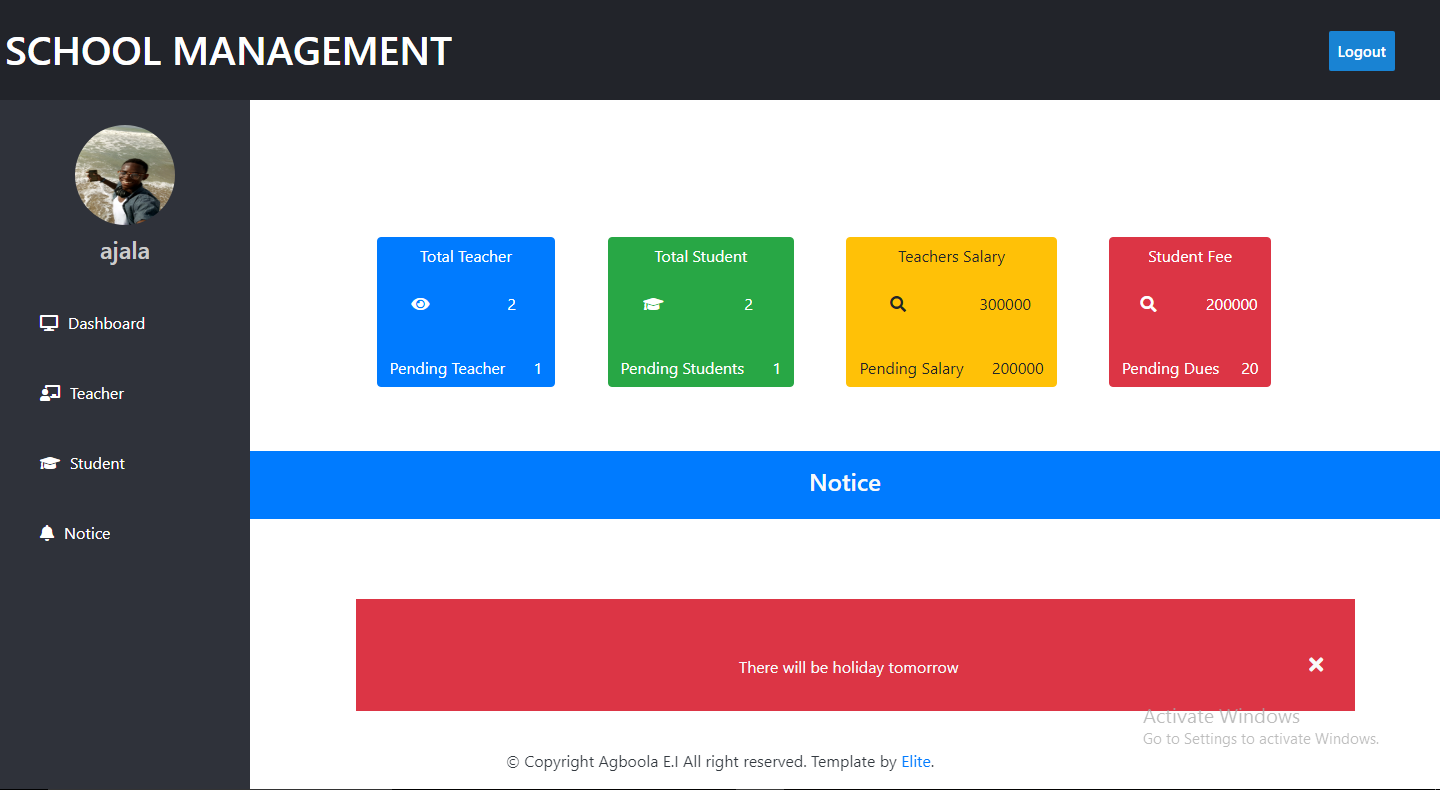 SCHOOL MANAGEMENT
Logout
ajala
Dashboard
Teacher
Student
Notice
Total Teacher
2
Pending Teacher 1
Total Student
2
Pending Students 1
Teachers Salary
300000
Pending Salary 200000
Student Fee
200000
Pending Dues 20
Notice
There will be holiday tomorrow
Activate Windows
Go to Settings to activate Windows.
© Copyright Agboola E.I All right reserved. Template by Elite.